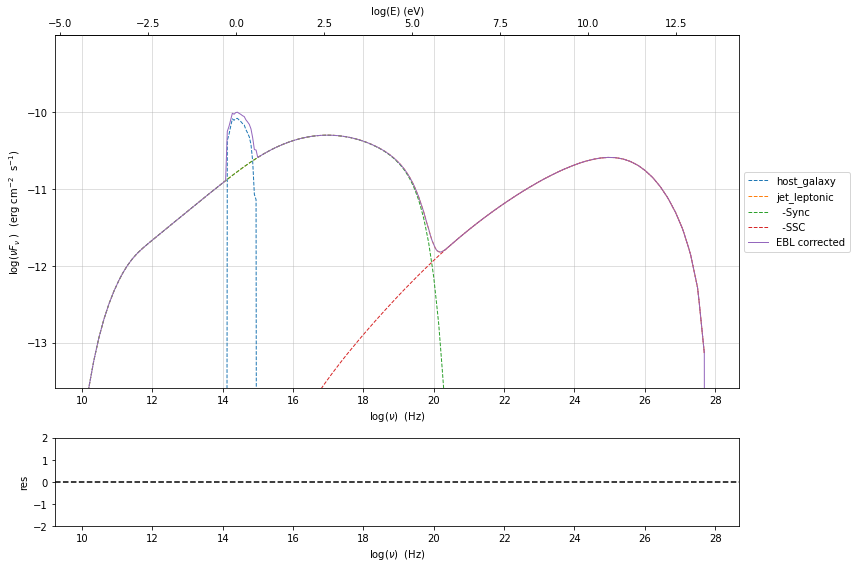 log(E) (eV)
−5.0 −2.5 0.0 2.5 5.0 7.5 10.0 12.5
log(νFν ) (erg cm−2 s−1)
−10
−11
−12
−13
10 12 14 16 18 20 22 24 26 28
log(ν) (Hz)
host_galaxy
jet_leptonic
-Sync
-SSC
EBL corrected
res
2
1
0
−1
−2
10 12 14 16 18 20 22 24 26 28
log(ν) (Hz)